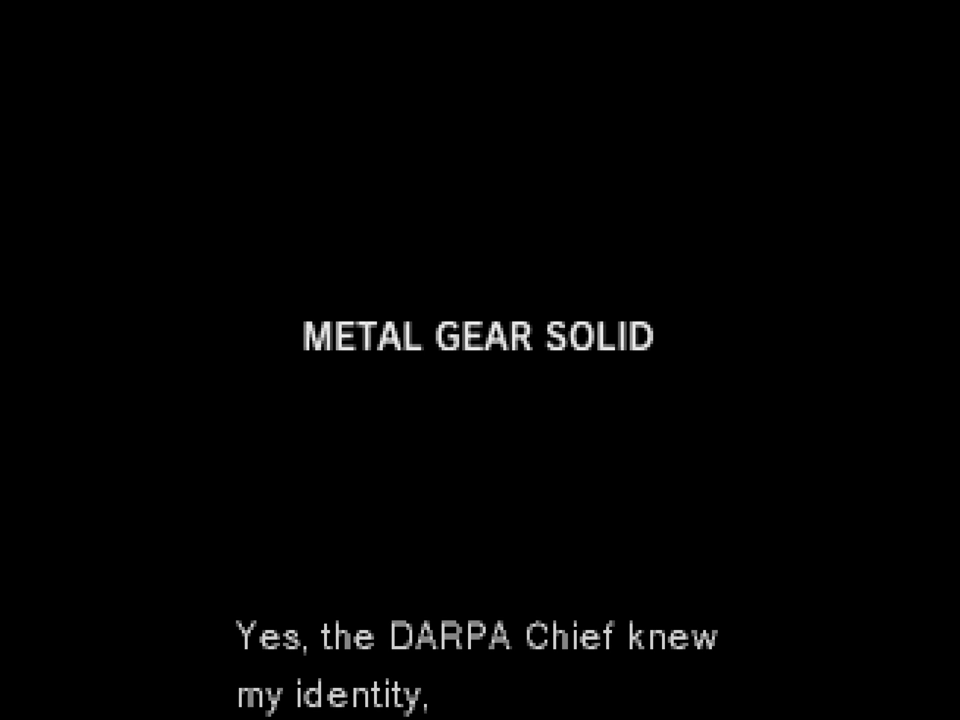 METAL GEAR SOLID
Yes, the DARPA Chief knew
my identity,